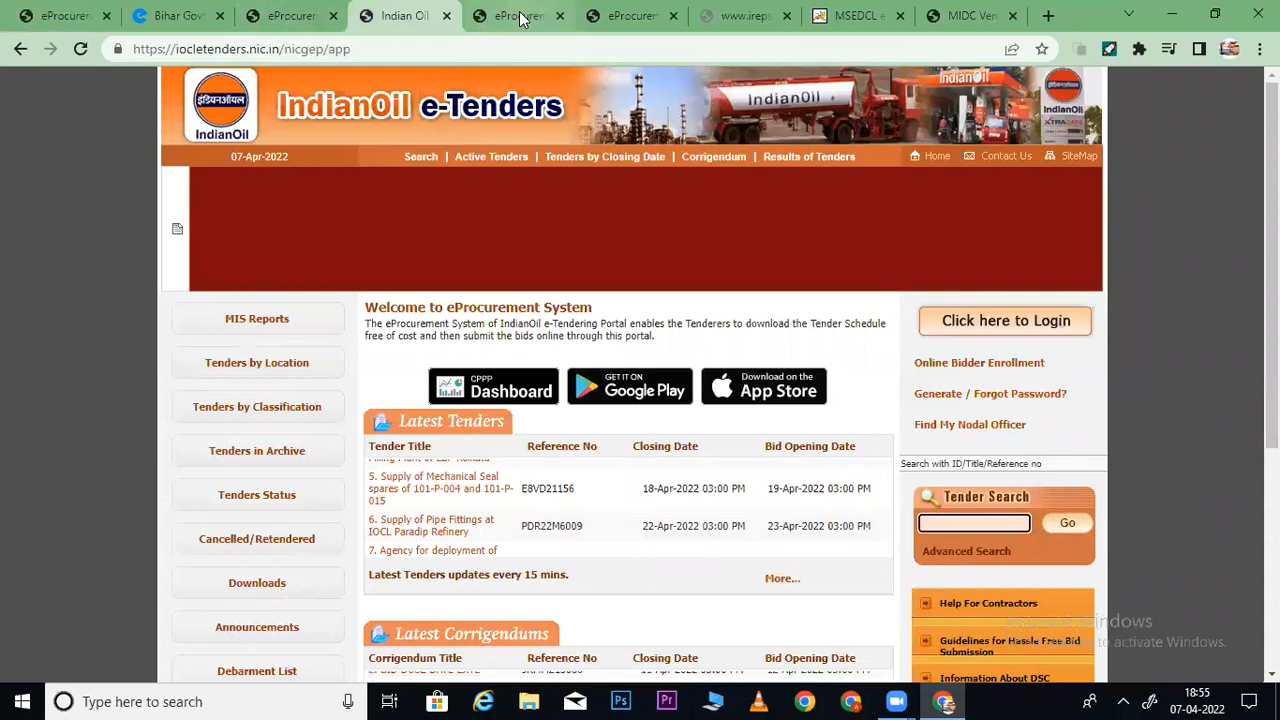 Bihar Govt
eProcurem
Indian Oil
eProcurem
eProcurem
www.ireps
MSEDCL e
MIDC Ven
https://iocletenders.nic.in/nicgep/app
इंडियनऑयल
IndianOil
IndianOil e-Tenders
IndianOil
IndianOil
IndianOil
XTRACARE
07-Apr-2022
Search | Active Tenders | Tenders by Closing Date | Corrigendum | Results of Tenders
Home Contact Us SiteMap
MIS Reports
Tenders by Location
Tenders by Classification
Tenders in Archive
Tenders Status
Cancelled/Retendered
Downloads
Announcements
Debarment List
Welcome to eProcurement System
The eProcurement System of IndianOil e-Tendering Portal enables the Tenderers to download the Tender Schedule
free of cost and then submit the bids online through this portal.
CPPP Dashboard
GET IT ON Google Play
Download on the App Store
Latest Tenders
Tender Title Reference No Closing Date Bid Opening Date
5. Supply of Mechanical Seal
spares of 101-P-004 and 101-P-
015 E8VD21156 18-Apr-2022 03:00 PM 19-Apr-2022 03:00 PM
6. Supply of Pipe Fittings at
IOCL Paradip Refinery PDR22M6009 22-Apr-2022 03:00 PM 23-Apr-2022 03:00 PM
7. Agency for deployment of
Latest Tenders updates every 15 mins. More...
Latest Corrigendums
Corrigendum Title Reference No Closing Date Bid Opening Date
Click here to Login
Online Bidder Enrollment
Generate / Forgot Password?
Find My Nodal Officer
Search with ID/Title/Reference no
Tender Search
Go
Advanced Search
Help For Contractors
Guidelines for Hassle Free Bid
Submission
Information About DSC
to activate Windows.
Type here to search
18:55
07-04-2022